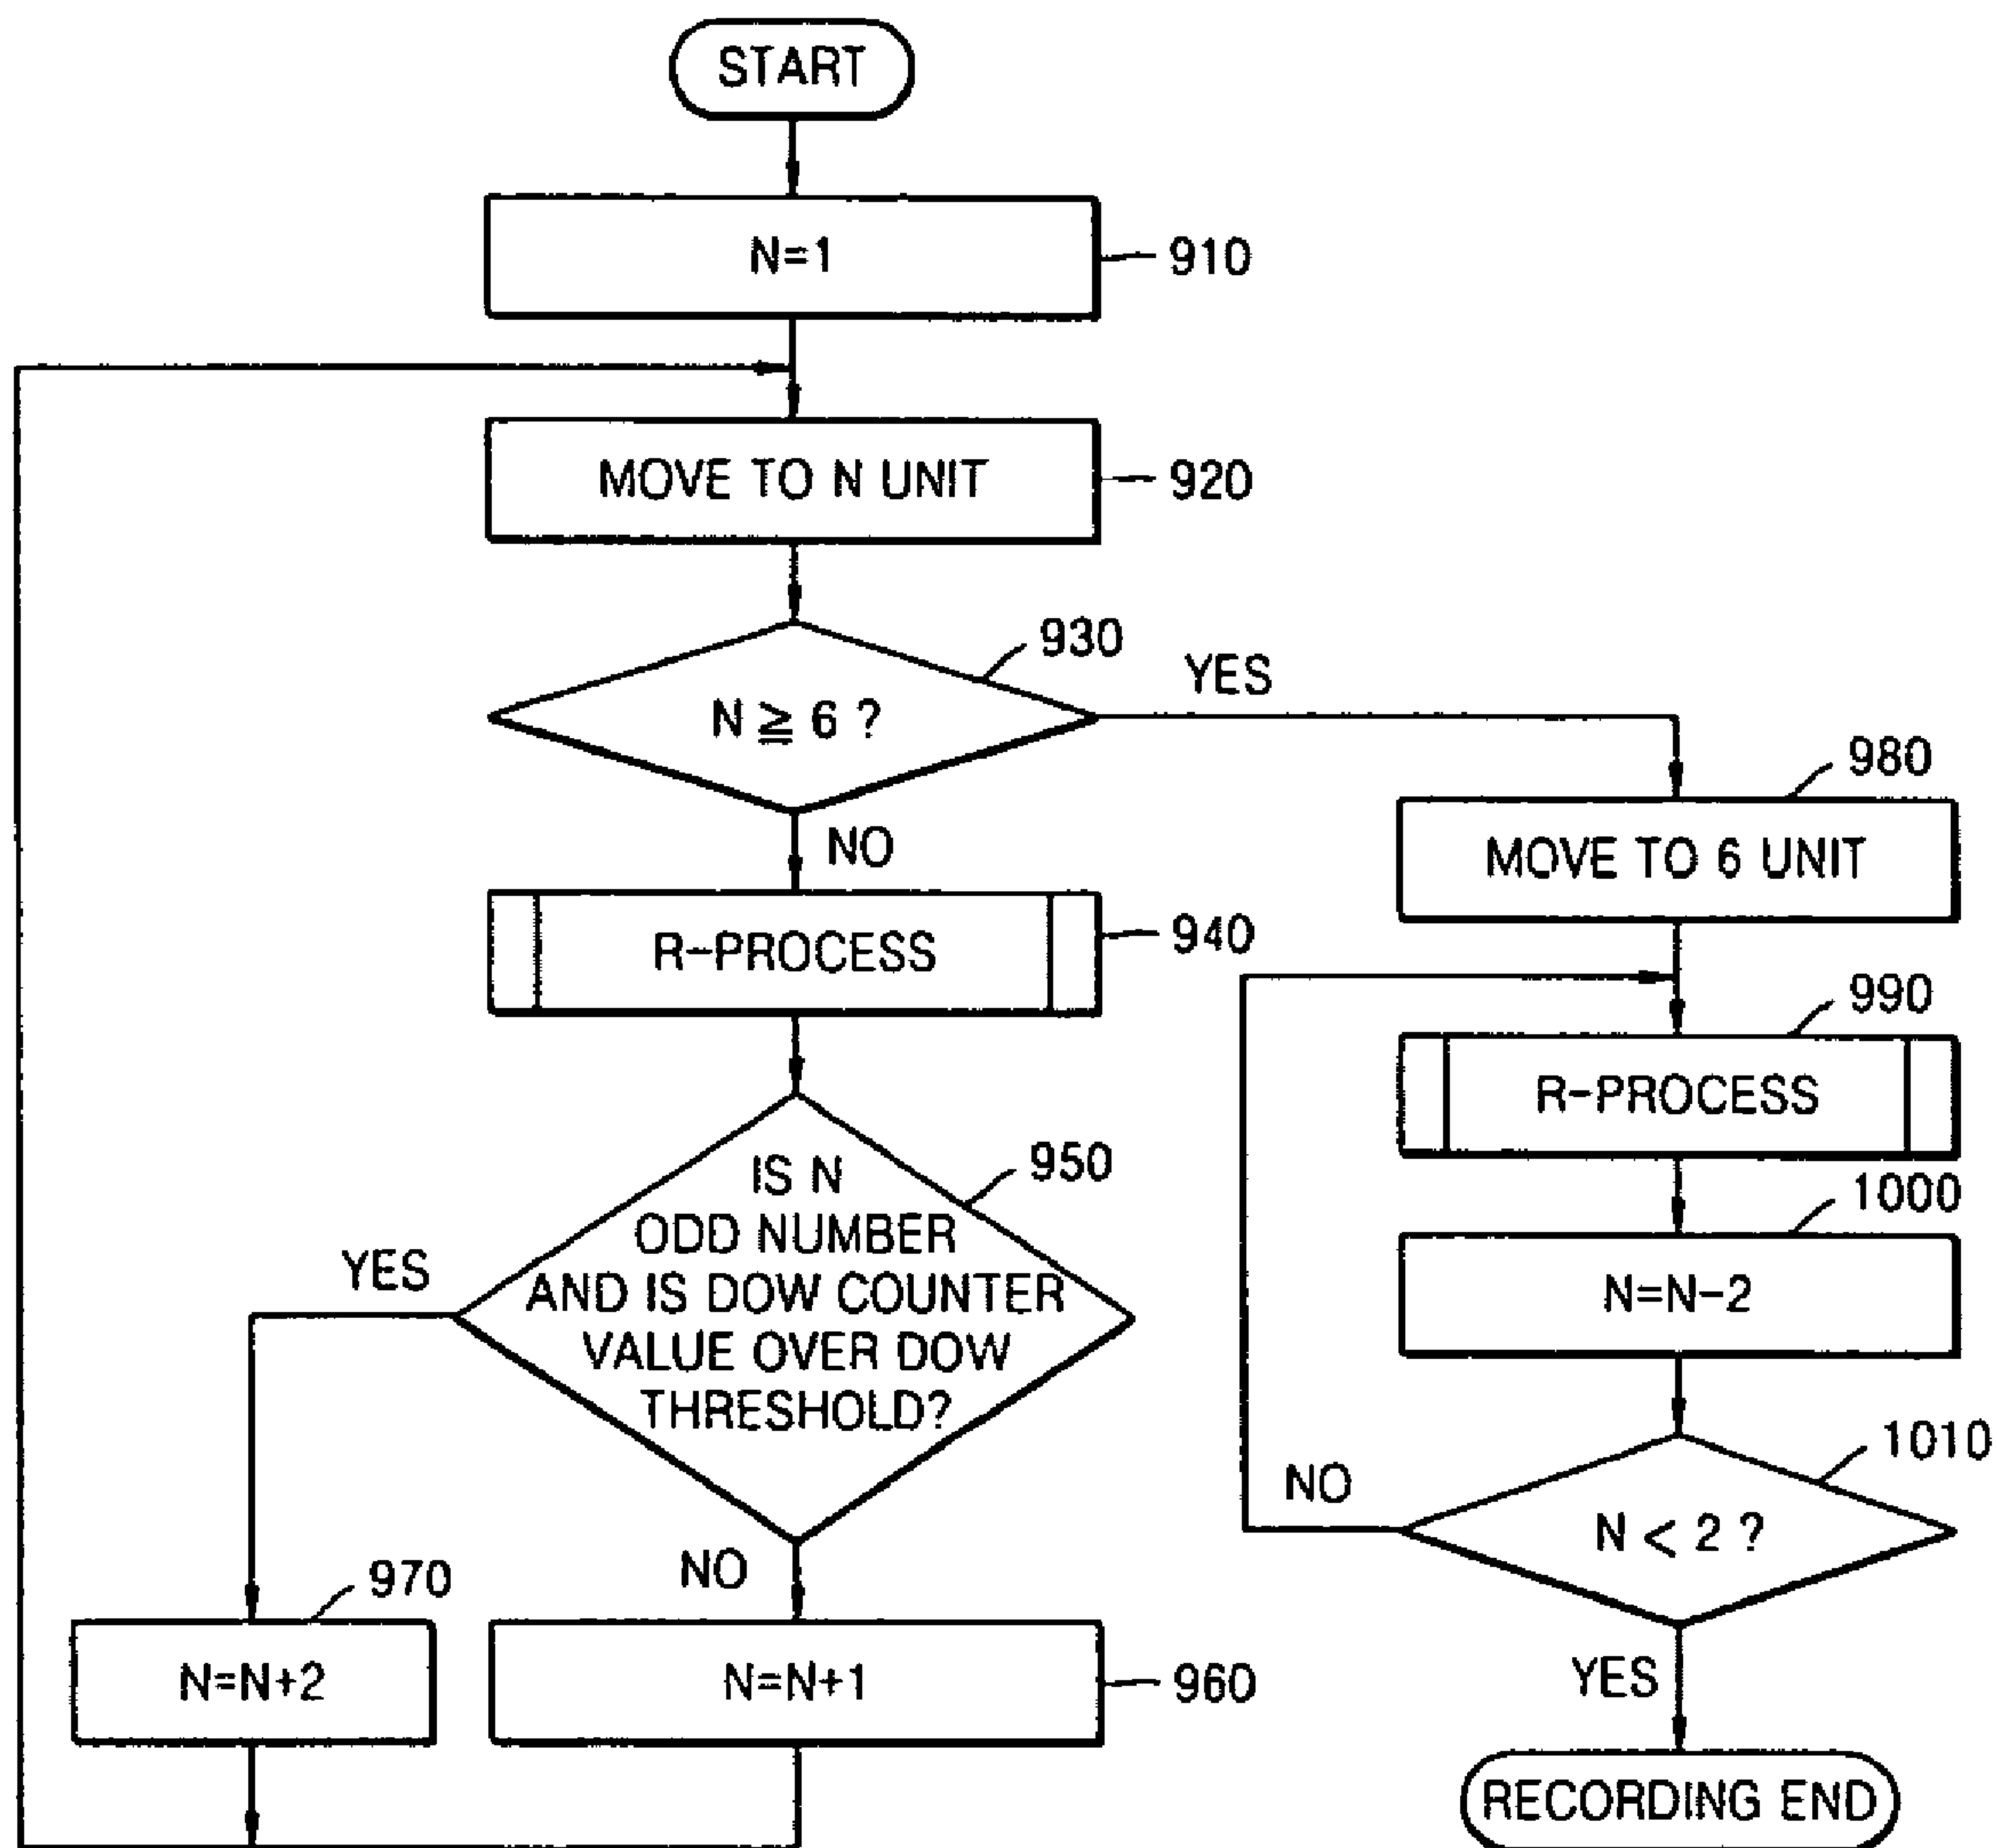 START
N=1
910
MOVE TO N UNIT
920
930
N ≧ 6 ?
YES
NO
980
MOVE TO 6 UNIT
R-PROCESS
940
990
R-PROCESS
950
IS N
ODD NUMBER
AND IS DOW COUNTER
VALUE OVER DOW
THRESHOLD?
YES
NO
1000
N=N-2
1010
N < 2 ?
NO
YES
970
N=N+2
N=N+1
960
RECORDING END